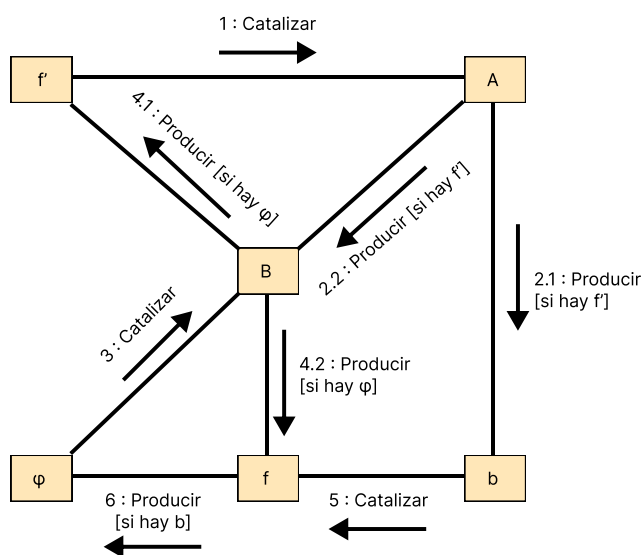 1 : Catalizar
f’
A
4.1 : Producir [si hay φ]
2.2 : Producir [si hay f’]
2.1 : Producir
[si hay f’]
B
3 : Catalizar
4.2 : Producir
[si hay φ]
φ
f
b
6 : Producir
[si hay b]
5 : Catalizar